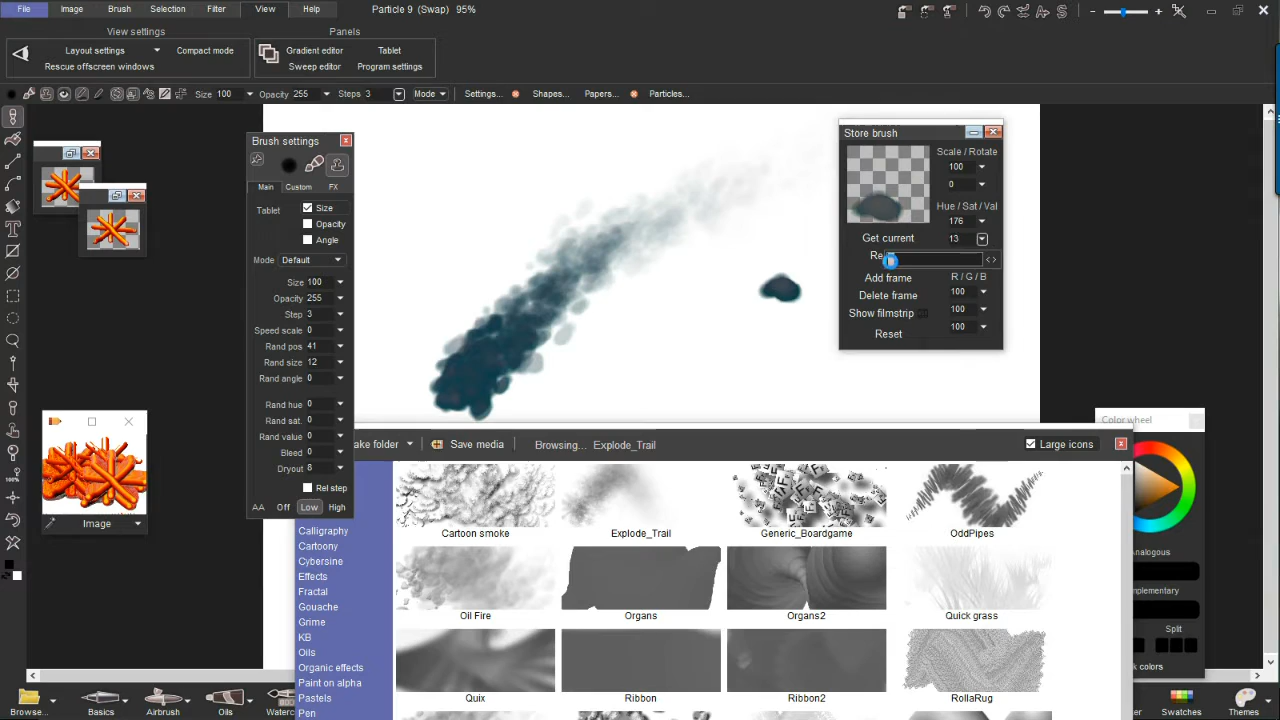 File Image Brush Selection Filter View Help Particle 9 (Swap) 95%
View settings Panels
Layout settings Compact mode Gradient editor Tablet
Rescue offscreen windows Sweep editor Program settings
Size 100 Opacity 255 Steps 3 Mode Settings... Shapes... Papers... Particles...
Brush settings
Main Custom FX
Tablet Size
Opacity
Angle
Mode Default
Size 100
Opacity 255
Step 3
Speed scale 0
Rand pos 41
Rand size 12
Rand angle 0
Rand hue 0
Rand sat. 0
Rand value 0
Bleed 0
Dryout 8
Rel step
AA Off Low High
Store brush
Scale / Rotate
100
0
Hue / Sat / Val
176
Get current 13
Re
Add frame R / G / B
Delete frame 100
Show filmstrip 100
Reset 100
Image
100%
Color wheel
Analogous
Split
ake folder Save media Browsing... Explode_Trail Large icons
Cartoon smoke Explode_Trail Generic_Boardgame OddPipes
Oil Fire Organs Organs2 Quick grass
Quix Ribbon Ribbon2 RollaRug
Calligraphy
Cartoony
Cybersine
Effects
Fractal
Gouache
Grime
KB
Oils
Organic effects
Paint on alpha
Pastels
Pen
mplementary
k colors
Browse... Basics Airbrush Oils Waterc Swatches Themes